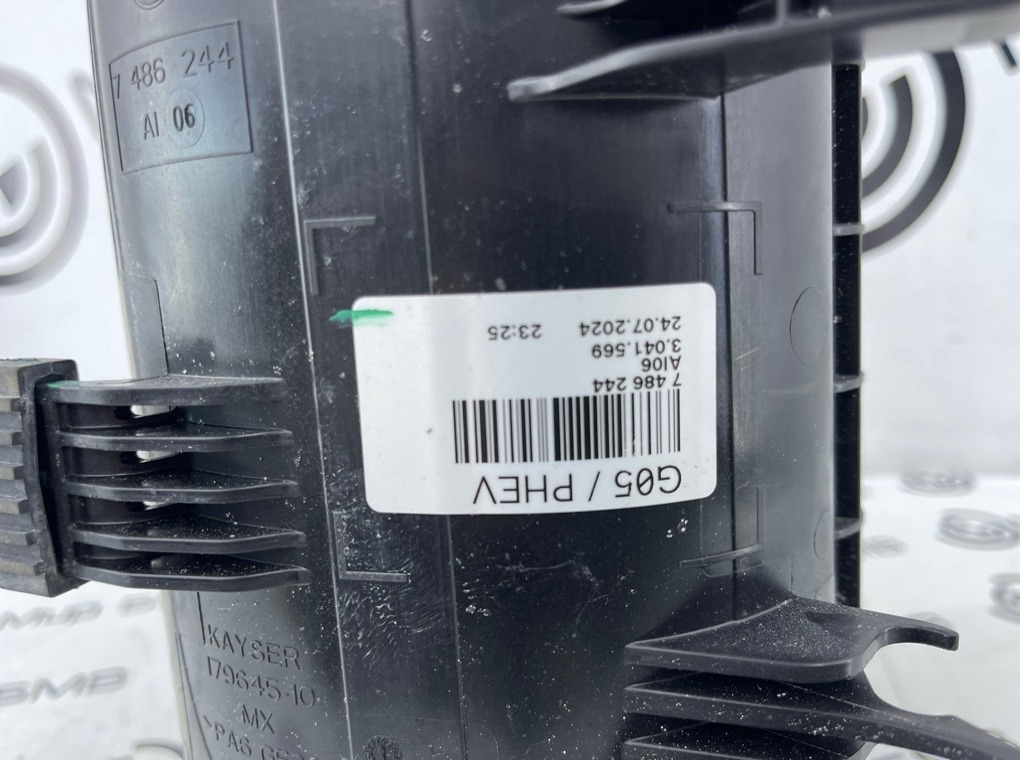 7 486 244
AI 06
G05 / PHEV
7 486 244
AI06
3.041.569
24.07.2024 23:25
KAYSER
179645-10
MX